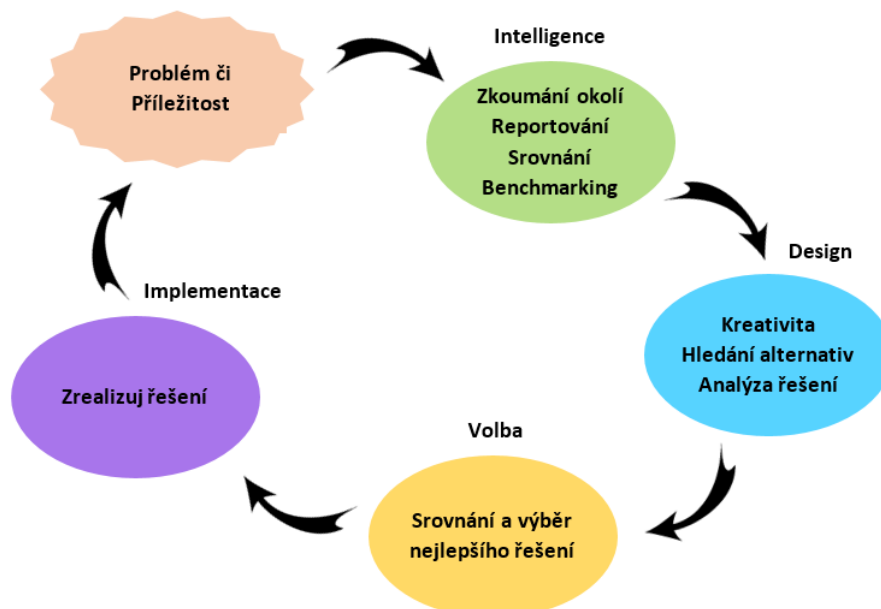 Problém či
Příležitost
Intelligence
Zkoumání okolí
Reportování
Srovnání
Benchmarking
Design
Kreativita
Hledání alternativ
Analýza řešení
Volba
Srovnání a výběr
nejlepšího řešení
Implementace
Zrealizuj řešení